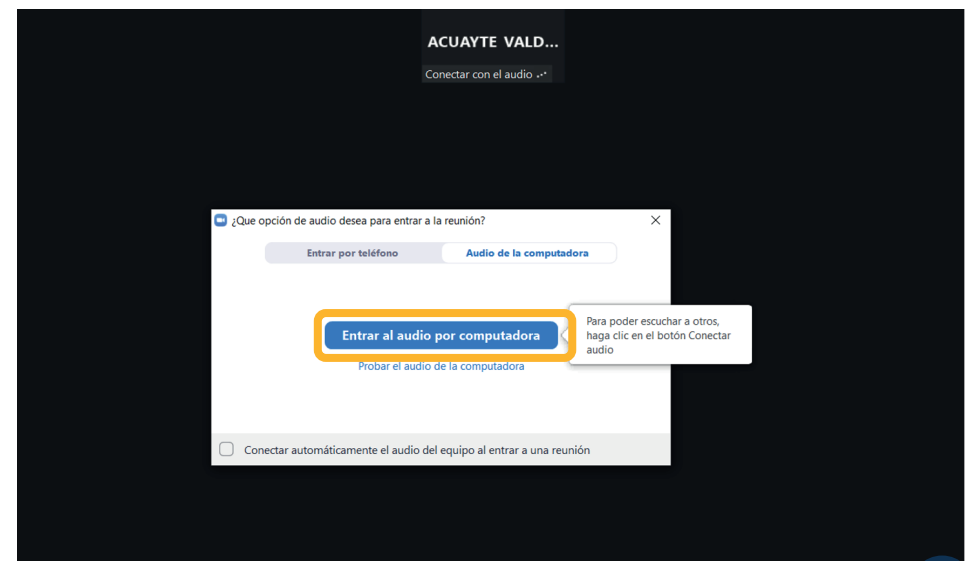 ACUAYTE VALD...
Conectar con el audio
¿Que opción de audio desea para entrar a la reunión?
Entrar por teléfono
Audio de la computadora
Entrar al audio por computadora
Para poder escuchar a otros,
haga clic en el botón Conectar
audio
Probar el audio de la computadora
Conectar automáticamente el audio del equipo al entrar a una reunión